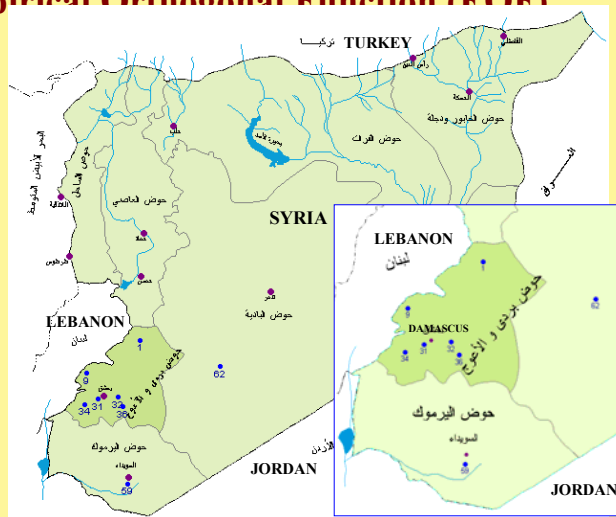 TURKEY
تركيا
القامشلي
رأس العين
الحسكة
حوض الخابور ودجلة
حوض الفرات
بحيرة الأسد
حلب
البحر الأبيض المتوسط
حوض الساحل
اللاذقية
حوض العاصي
حماة
طرطوس
حمص
العراق
SYRIA
تدمر
حوض البادية
LEBANON
لبنان
1
حوض بردى و الأعوج
9
62
دمشق
34
31
32
36
حوض اليرموك
السويداء
59
الأردن
JORDAN
LEBANON
لبنان
1
حوض بردى و الأعوج
9
62
DAMASCUS
34
31
36
حوض اليرموك
السويداء
59
JORDAN